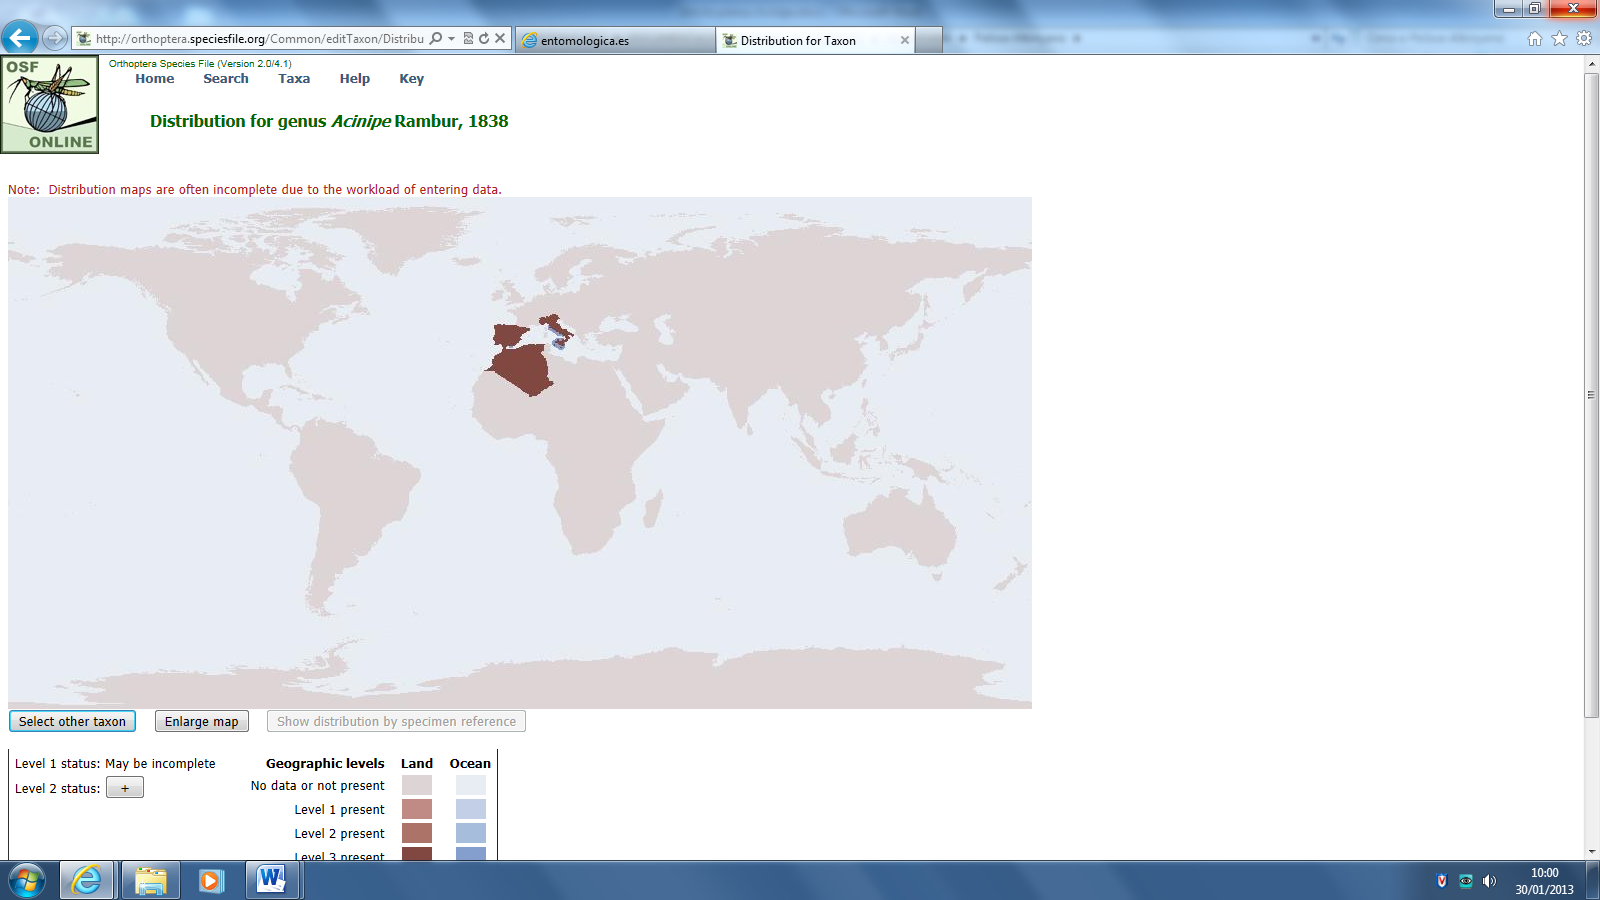 http://orthoptera.speciesfile.org/Common/editTaxon/Distribu
entomologica.es
Distribution for Taxon
OSF
ONLINE
Orthoptera Species File (Version 2.0/4.1)
Home Search Taxa Help Key
Distribution for genus Acinipe Rambur, 1838
Note: Distribution maps are often incomplete due to the workload of entering data.
Select other taxon Enlarge map Show distribution by specimen reference
Level 1 status: May be incomplete
Level 2 status: +
Geographic levels Land Ocean
No data or not present
Level 1 present
Level 2 present
Level 3 present
10:00
30/01/2013